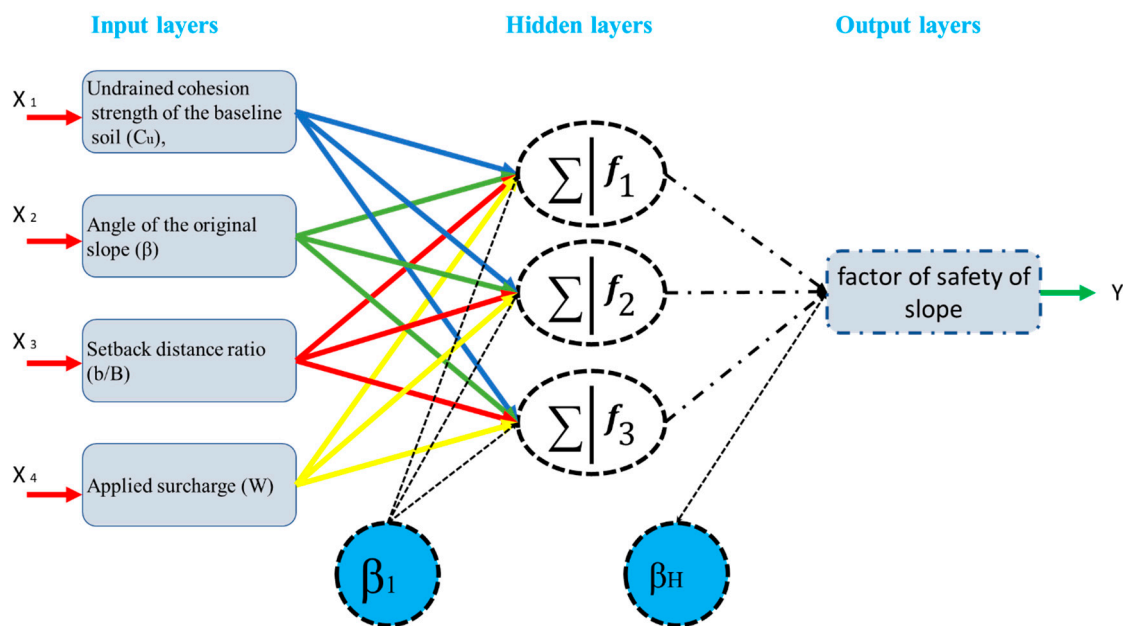 Input layers
Hidden layers
Output layers
X 1
Undrained cohesion
strength of the baseline
soil (Cu),
X 2
Angle of the original
slope (β)
X 3
Setback distance ratio
(b/B)
X 4
Applied surcharge (W)
∑ f1
∑ f2
∑ f3
β1
βH
factor of safety of
slope
Y